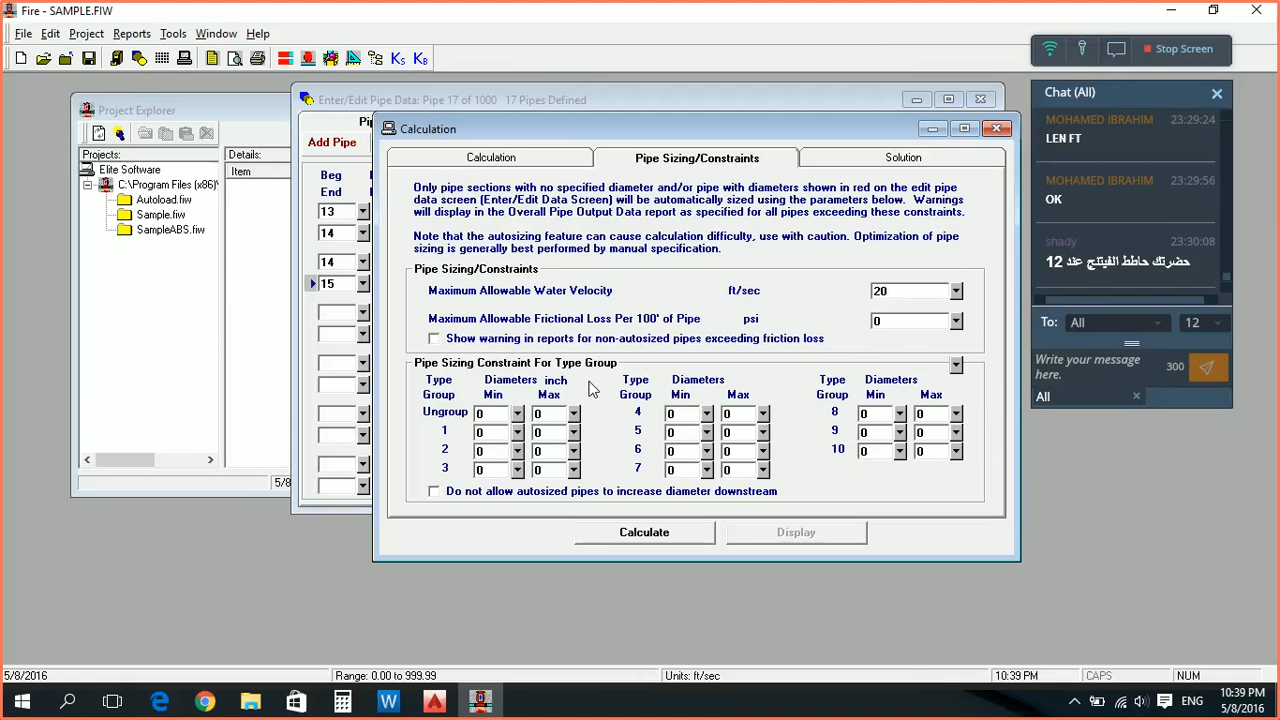 Fire - SAMPLE.FIW
File Edit Project Reports Tools Window Help
KS KB
Stop Screen
Project Explorer
Projects:
Details:
Elite Software
Item
C:\Program Files (x86)\
Autoload.fiw
Sample.fiw
SampleABS.fiw
5/8
Enter/Edit Pipe Data: Pipe 17 of 1000 17 Pipes Defined
Add Pipe
Beg
End
13
14
14
15
Calculation
Calculation
Pipe Sizing/Constraints
Solution
Only pipe sections with no specified diameter and/or pipe with diameters shown in red on the edit pipe
data screen (Enter/Edit Data Screen) will be automatically sized using the parameters below. Warnings
will display in the Overall Pipe Output Data report as specified for all pipes exceeding these constraints.
Note that the autosizing feature can cause calculation difficulty, use with caution. Optimization of pipe
sizing is generally best performed by manual specification.
Pipe Sizing/Constraints
Maximum Allowable Water Velocity ft/sec 20
Maximum Allowable Frictional Loss Per 100' of Pipe psi 0
Show warning in reports for non-autosized pipes exceeding friction loss
Pipe Sizing Constraint For Type Group
Type Diameters inch Type Diameters Type Diameters
Group Min Max Group Min Max Group Min Max
Ungroup 0 0 4 0 0 8 0 0
1 0 0 5 0 0 9 0 0
2 0 0 6 0 0 10 0 0
3 0 0 7 0 0
Do not allow autosized pipes to increase diameter downstream
Calculate
Display
Chat (All)
MOHAMED IBRAHIM 23:29:24
LEN FT
MOHAMED IBRAHIM 23:29:56
OK
shady 23:30:08
حضرتك حاطط الفيتنج عند 12
To: All 12
Write your message
here.
300
All
5/8/2016
Range: 0.00 to 999.99
Units: ft/sec
10:39 PM
CAPS
NUM
ENG
10:39 PM
5/8/2016